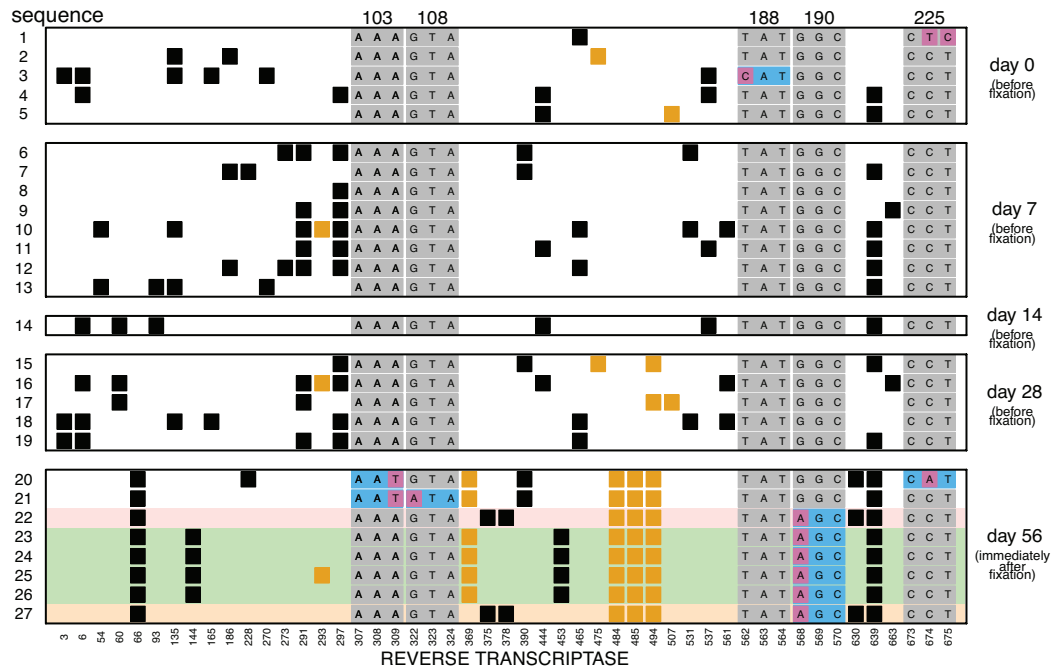 sequence 103 108 188 190 225
1 A A A G T A T A T G G C C T C
2 A A A G T A T A T G G C C C T
3 A A A G T A C A T G G C C C T
4 A A A G T A T A T G G C C C T
5 A A A G T A T A T G G C C C T
day 0
(before
fixation)
6 A A A G T A T A T G G C C C T
7 A A A G T A T A T G G C C C T
8 A A A G T A T A T G G C C C T
9 A A A G T A T A T G G C C C T
10 A A A G T A T A T G G C C C T
11 A A A G T A T A T G G C C C T
12 A A A G T A T A T G G C C C T
13 A A A G T A T A T G G C C C T
day 7
(before
fixation)
14 A A A G T A T A T G G C C C T
day 14
(before
fixation)
15 A A A G T A T A T G G C C C T
16 A A A G T A T A T G G C C C T
17 A A A G T A T A T G G C C C T
18 A A A G T A T A T G G C C C T
19 A A A G T A T A T G G C C C T
day 28
(before
fixation)
20 A A T G T A T A T G G C C A T
21 A A T A T A T A T G G C C C T
22 A A A G T A T A T A G C C C T
23 A A A G T A T A T A G C C C T
24 A A A G T A T A T A G C C C T
25 A A A G T A T A T A G C C C T
26 A A A G T A T A T A G C C C T
27 A A A G T A T A T A G C C C T
day 56
(immediately
after
fixation)
3 6 54 60 66 93 135 144 165 186 228 270 273 291 293 297 307 308 309 322 323 324 369 375 378 390 444 453 465 475 484 485 494 507 531 537 561 562 563 564 568 569 570 630 639 663 673 674 675
REVERSE TRANSCRIPTASE